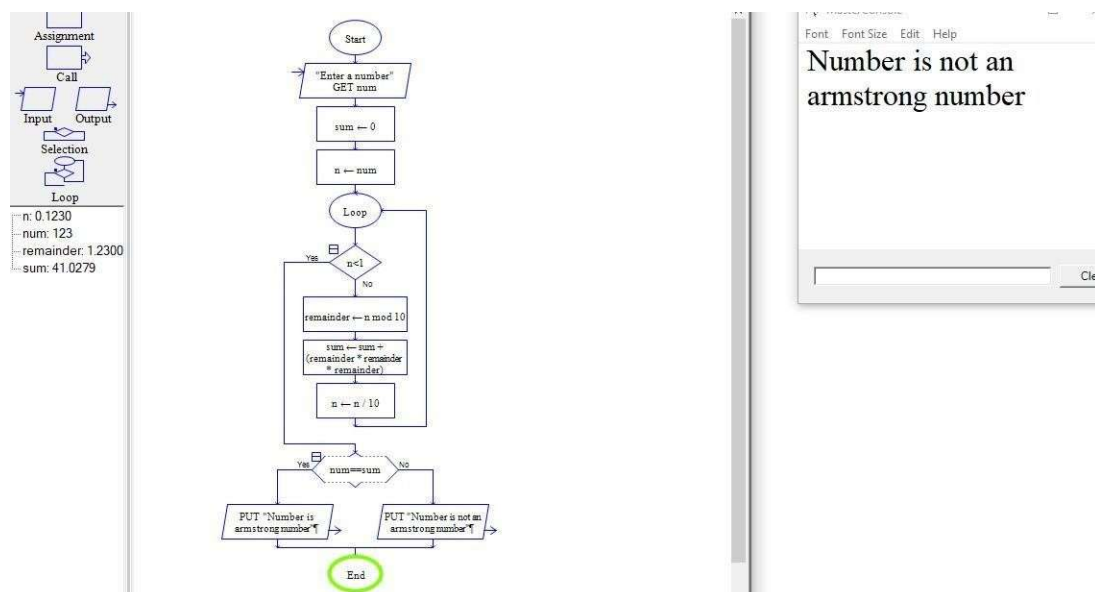 Assignment
Call
Input Output
Selection
Loop
n: 0.1230
num: 123
remainder: 1.2300
sum: 41.0279
Start
"Enter a number"
GET num
sum ← 0
n ← num
Loop
Yes
n<1
No
remainder ← n mod 10
sum ← sum +
(remainder * remainder
* remainder)
n ← n / 10
Yes
num==sum
No
PUT "Number is
armstrong number"¶
PUT "Number is not an
armstrong number"¶
End
Font Font Size Edit Help
Number is not an
armstrong number